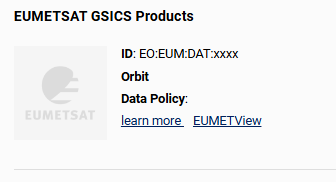 EUMETSAT GSICS Products
EUMETSAT
ID: EO:EUM:DAT:xxxx
Orbit
Data Policy:
learn more EUMETView